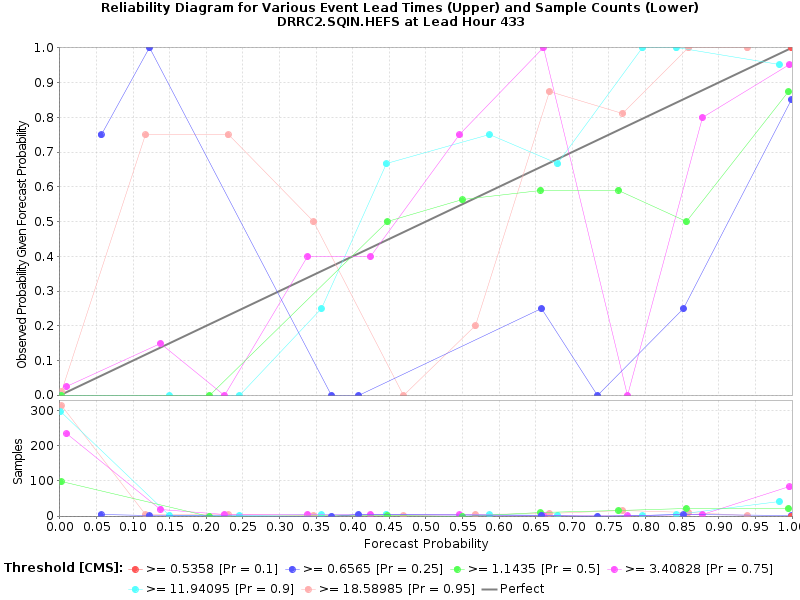 Reliability Diagram for Various Event Lead Times (Upper) and Sample Counts (Lower)
DRRC2.SQIN.HEFS at Lead Hour 433
Observed Probability Given Forecast Probability
1.0
0.9
0.8
0.7
0.6
0.5
0.4
0.3
0.2
0.1
0.0
Samples
300
200
100
0
0.00 0.05 0.10 0.15 0.20 0.25 0.30 0.35 0.40 0.45 0.50 0.55 0.60 0.65 0.70 0.75 0.80 0.85 0.90 0.95 1.0
Forecast Probability
Threshold [CMS]: >= 0.5358 [Pr = 0.1] >= 0.6565 [Pr = 0.25] >= 1.1435 [Pr = 0.5] >= 3.40828 [Pr = 0.75]
>= 11.94095 [Pr = 0.9] >= 18.58985 [Pr = 0.95] Perfect